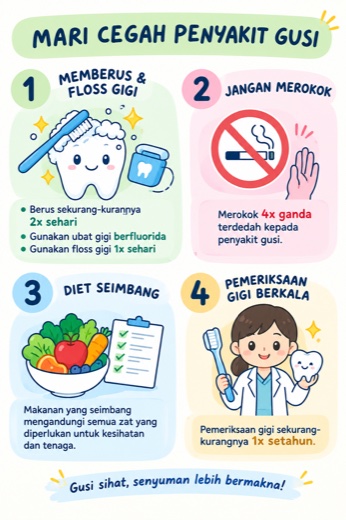 MARI CEGAH PENYAKIT GUSI
1
MEMBERUS &
FLOSS GIGI
• Berus sekurang-kurangnya
2x sehari
• Gunakan ubat gigi berfluorida
• Gunakan floss gigi 1x sehari
2
JANGAN MEROKOK
Merokok 4x ganda
terdedah kepada
penyakit gusi.
3
DIET SEIMBANG
Makanan yang seimbang
mengandungi semua zat yang
diperlukan untuk kesihatan
dan tenaga.
4
PEMERIKSAAN
GIGI BERKALA
Pemeriksaan gigi sekurang-
kurangnya 1x setahun.
Gusi sihat, senyuman lebih bermakna!